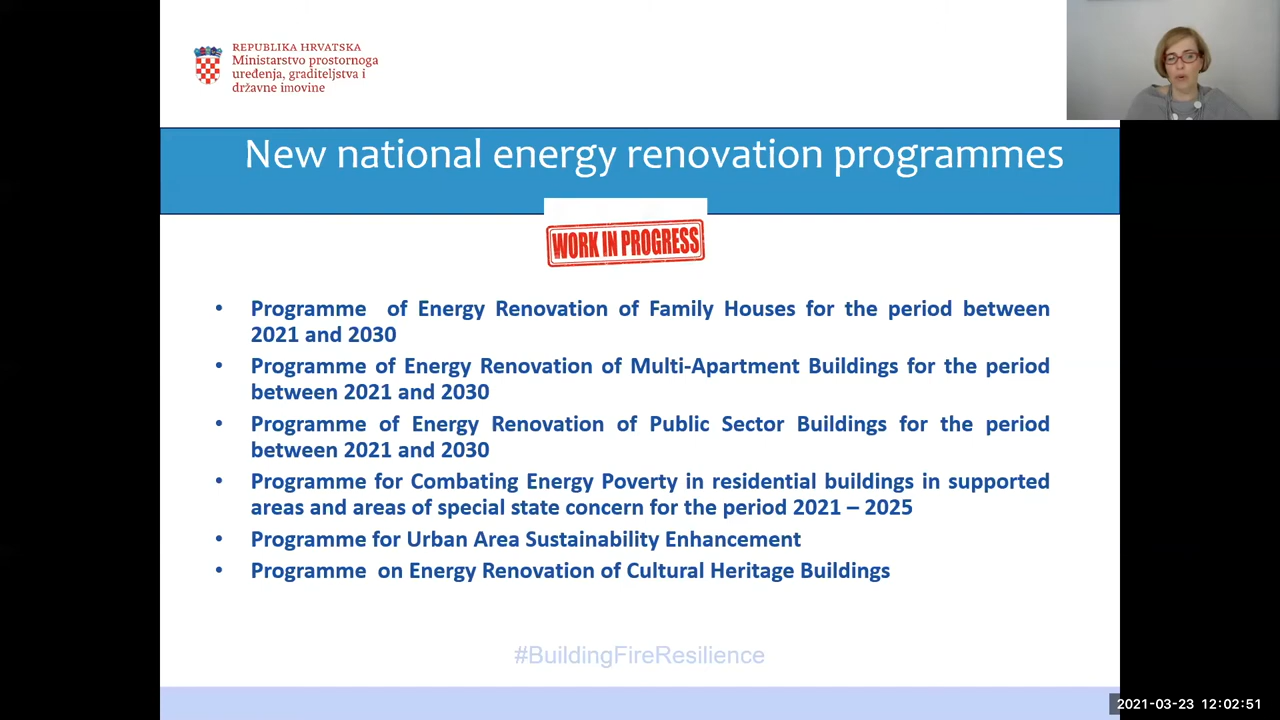 REPUBLIKA HRVATSKA
Ministarstvo prostornoga
uređenja, graditeljstva i
državne imovine
New national energy renovation programmes
WORK IN PROGRESS
• Programme of Energy Renovation of Family Houses for the period between
2021 and 2030
• Programme of Energy Renovation of Multi-Apartment Buildings for the period
between 2021 and 2030
• Programme of Energy Renovation of Public Sector Buildings for the period
between 2021 and 2030
• Programme for Combating Energy Poverty in residential buildings in supported
areas and areas of special state concern for the period 2021 – 2025
• Programme for Urban Area Sustainability Enhancement
• Programme on Energy Renovation of Cultural Heritage Buildings
#BuildingFireResilience
2021-03-23 12:02:51